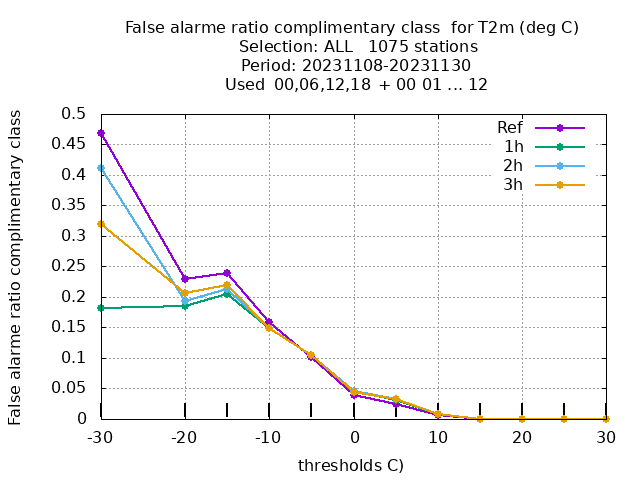 False alarme ratio complimentary class  for T2m (deg C)
Selection: ALL   1075 stations
Period: 20231108-20231130
Used  00,06,12,18  + 00 01 ... 12
False alarme ratio complimentary class
0.5
0.45
0.4
0.35
0.3
0.25
0.2
0.15
0.1
0.05
0
Ref
1h
2h
3h
-30 -20 -10 0 10 20 30
thresholds C)